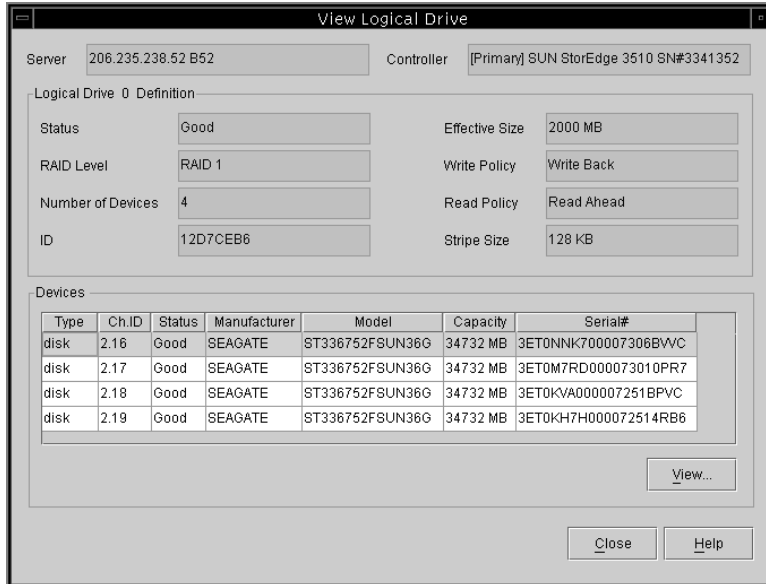 View Logical Drive
Server 206.235.238.52 B52 Controller [Primary] SUN StorEdge 3510 SN#3341352
Logical Drive 0 Definition
Status Good Effective Size 2000 MB
RAID Level RAID 1 Write Policy Write Back
Number of Devices 4 Read Policy Read Ahead
ID 12D7CEB6 Stripe Size 128 KB
Devices
Type Ch.ID Status Manufacturer Model Capacity Serial#
disk 2.16 Good SEAGATE ST336752FSUN36G 34732 MB 3ET0NNK700007306BVVC
disk 2.17 Good SEAGATE ST336752FSUN36G 34732 MB 3ET0M7RD000073010PR7
disk 2.18 Good SEAGATE ST336752FSUN36G 34732 MB 3ET0KVA000007251BPVC
disk 2.19 Good SEAGATE ST336752FSUN36G 34732 MB 3ET0KH7H000072514RB6
View...
Close Help